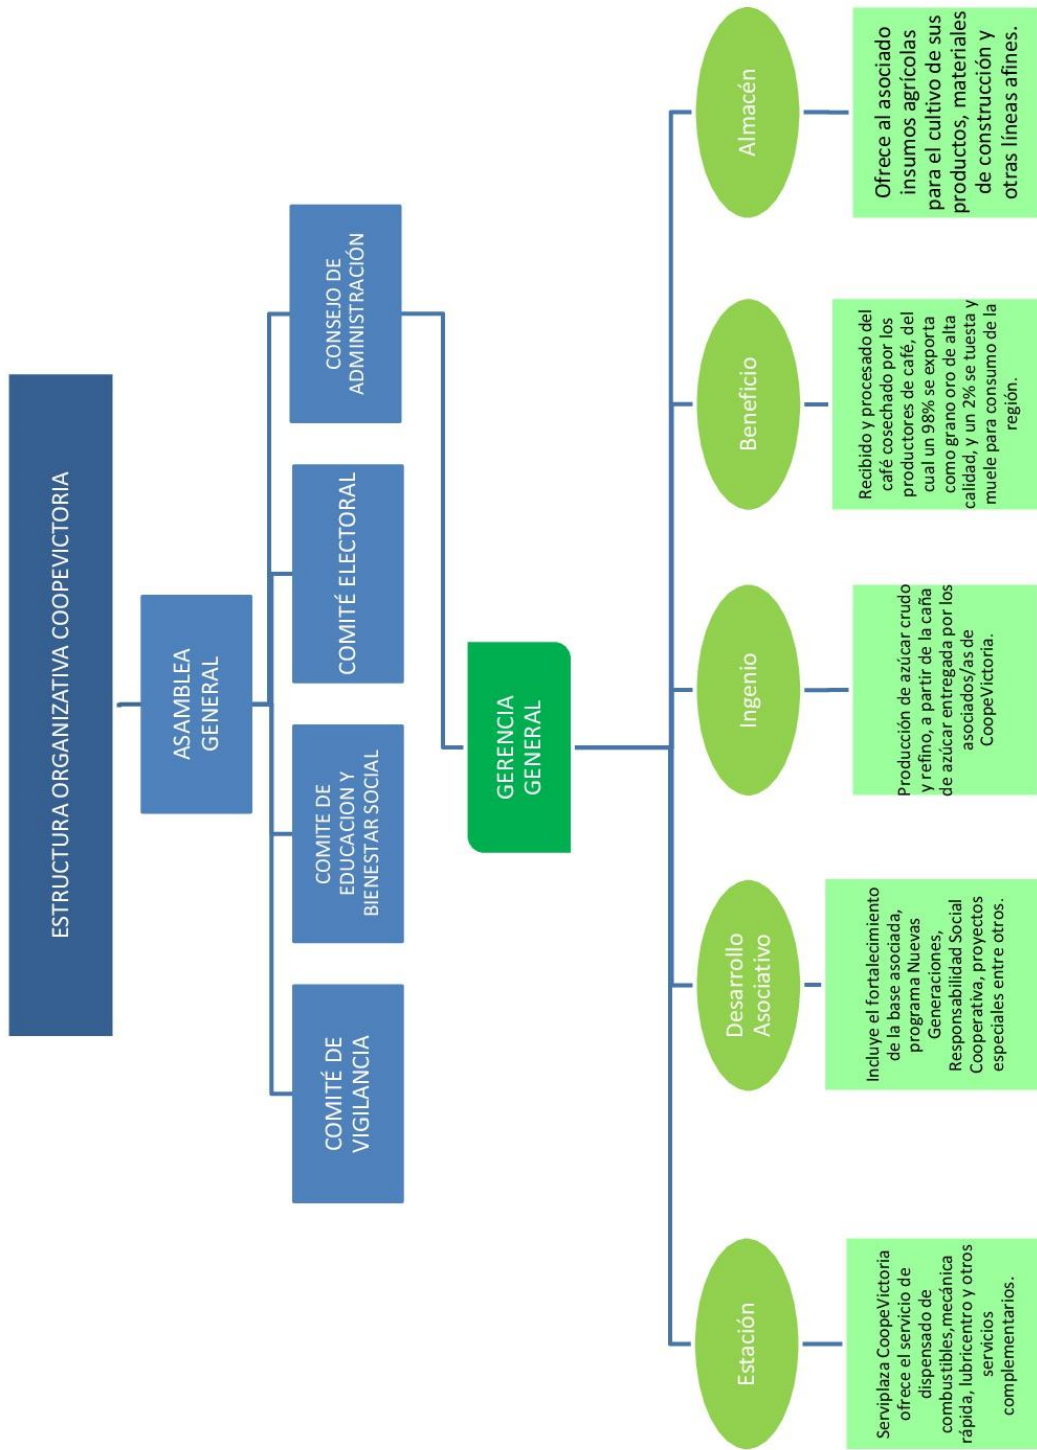 ESTRUCTURA ORGANIZATIVA COOPEVICTORIA
ASAMBLEA
GENERAL
COMITÉ DE
VIGILANCIA
COMITE DE
EDUCACION Y
BIENESTAR SOCIAL
COMITÉ ELECTORAL
CONSEJO DE
ADMINISTRACIÓN
GERENCIA
GENERAL
Estación
Serviplaza CoopeVictoria
ofrece el servicio de
dispensado de
combustibles,mecánica
rápida, lubricentro y otros
servicios
complementarios.
Desarrollo
Asociativo
Incluye el fortalecimiento
de la base asociada,
programa Nuevas
Generaciones,
Responsabilidad Social
Cooperativa, proyectos
especiales entre otros.
Ingenio
Producción de azúcar crudo
y refino, a partir de la caña
de azúcar entregada por los
asociados/as de
CoopeVictoria.
Beneficio
Recibido y procesado del
café cosechado por los
productores de café, del
cual un 98% se exporta
como grano oro de alta
calidad, y un 2% se tuesta y
muele para consumo de la
región.
Almacén
Ofrece al asociado
insumos agrícolas
para el cultivo de sus
productos, materiales
de construcción y
otras líneas afines.